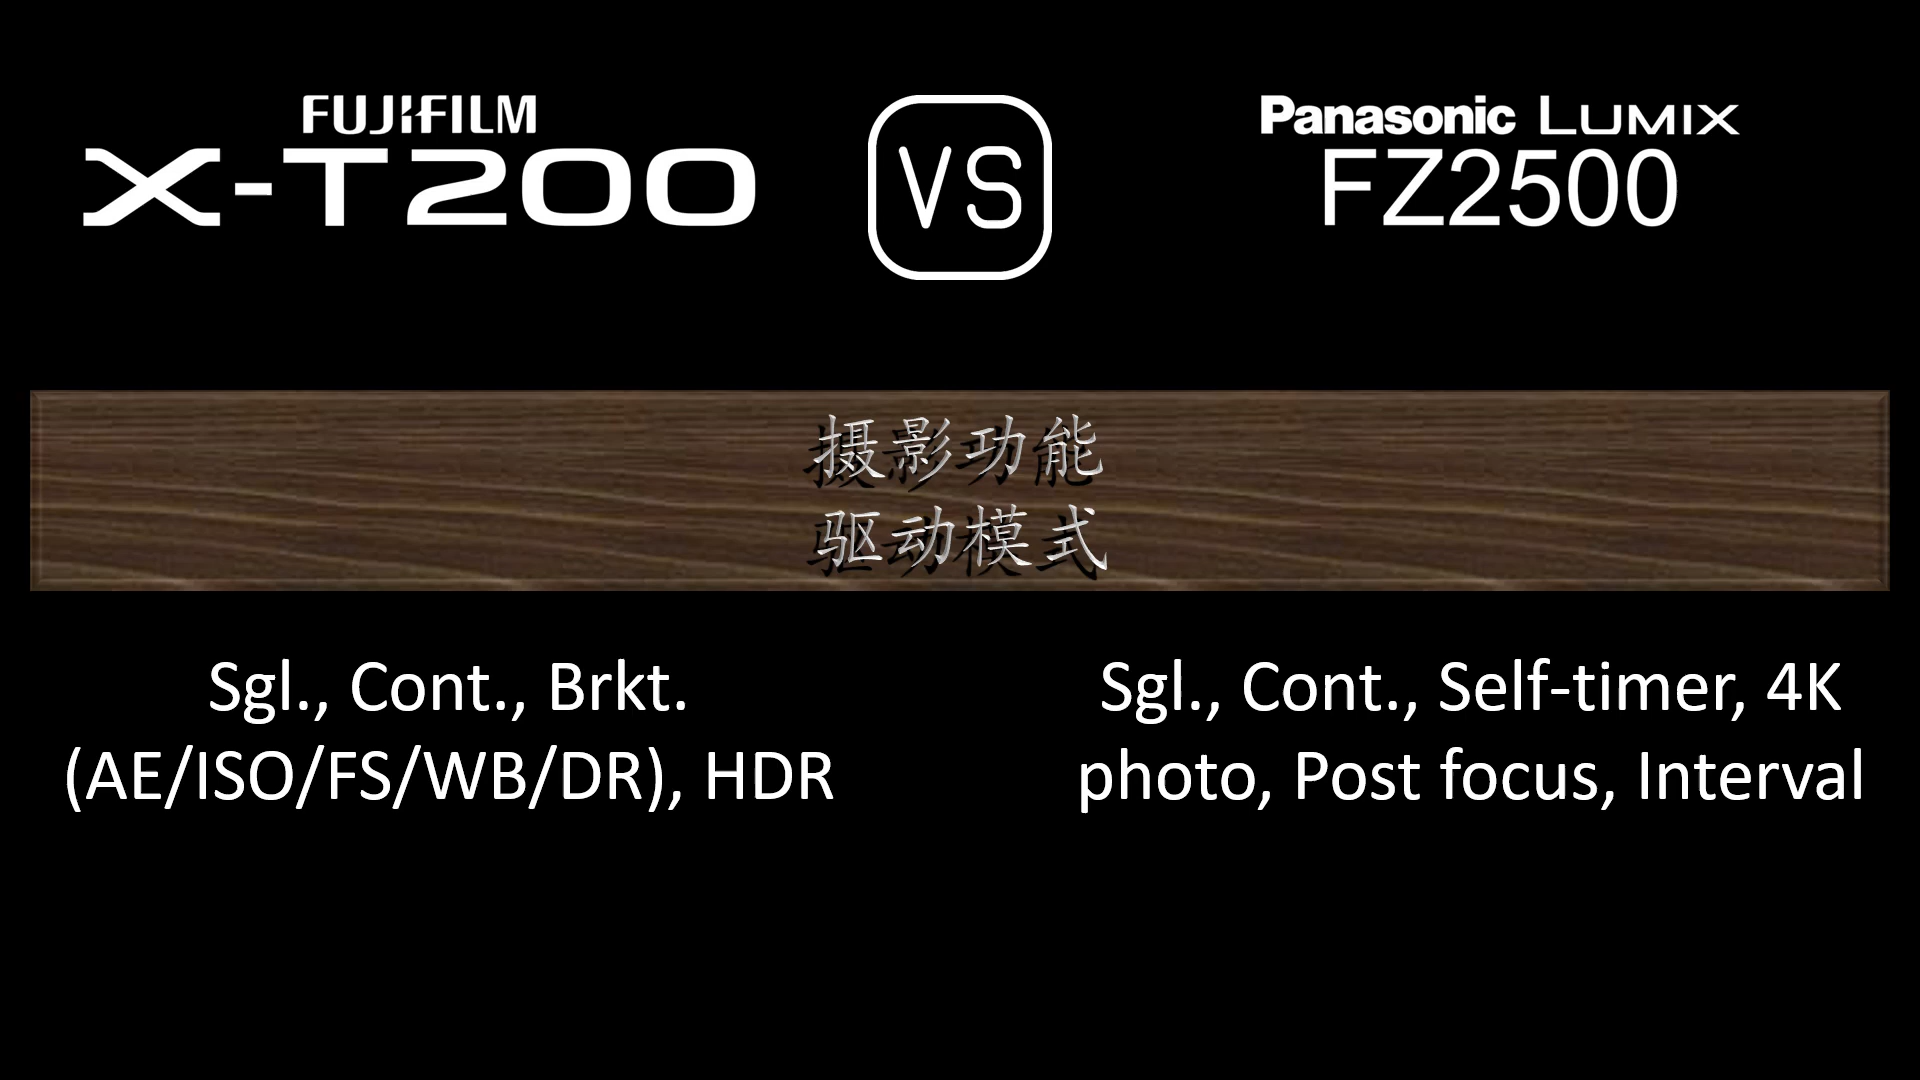 FUJIFILM
X-T200
VS
Panasonic LUMIX
FZ2500
摄影功能
驱动模式
Sgl., Cont., Brkt.
(AE/ISO/FS/WB/DR), HDR
Sgl., Cont., Self-timer, 4K
photo, Post focus, Interval